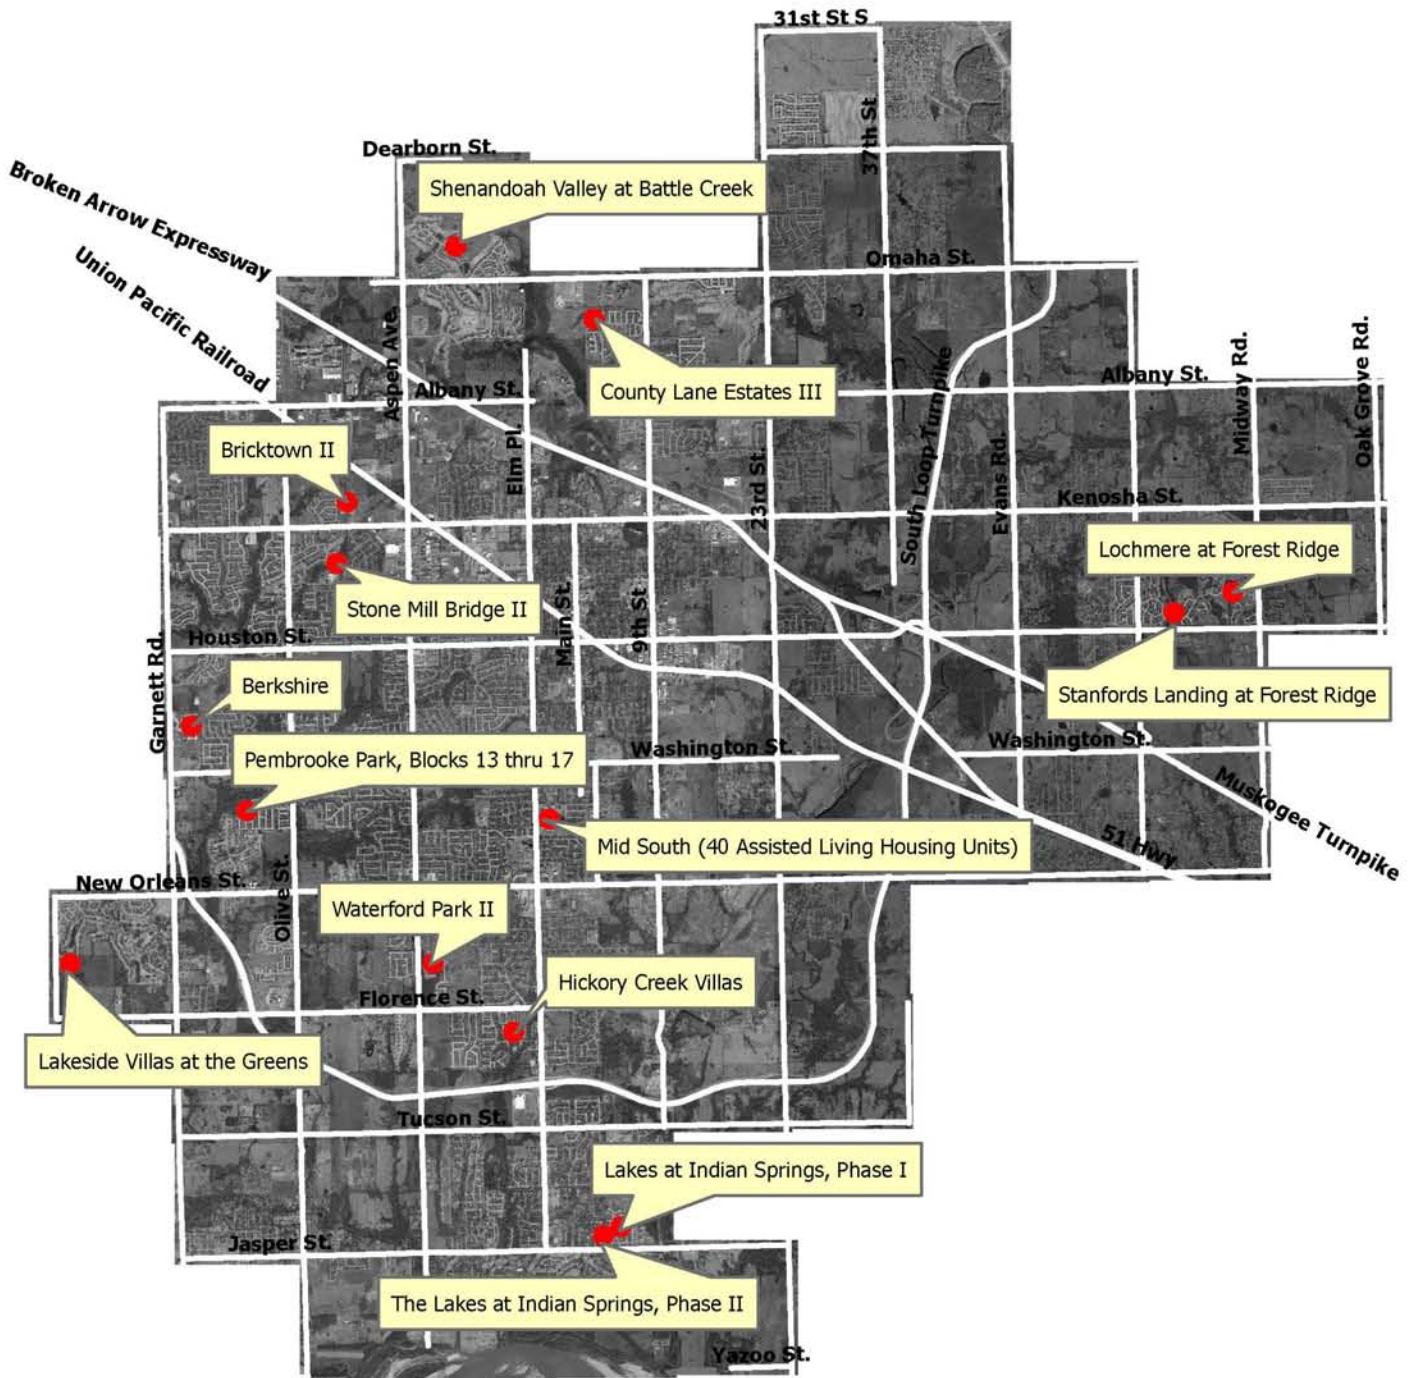 31st St S
37th St
Dearborn St.
Broken Arrow Expressway
Shenandoah Valley at Battle Creek
Union Pacific Railroad
Omaha St.
Aspen Ave.
Albany St.
County Lane Estates III
Albany St.
Midway Rd.
Oak Grove Rd.
Bricktown II
Elm Pl.
23rd St.
South Loop Turnpike
Evans Rd.
Kenosha St.
Lochmere at Forest Ridge
Stone Mill Bridge II
Main St.
9th St
Houston St.
Garnett Rd.
Berkshire
Stanfords Landing at Forest Ridge
Washington St.
Washington St.
Pembrooke Park, Blocks 13 thru 17
Muskogee Turnpike
Mid South (40 Assisted Living Housing Units)
51 Hwy
New Orleans St.
Olive St.
Waterford Park II
Hickory Creek Villas
Florence St.
Lakeside Villas at the Greens
Tucson St.
Lakes at Indian Springs, Phase I
Jasper St.
The Lakes at Indian Springs, Phase II
Yazoo St.